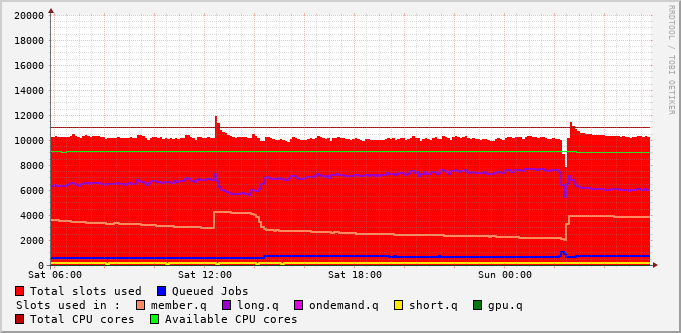 RRDTOOL / TOBI OETIKER
20000
18000
16000
14000
12000
10000
8000
6000
4000
2000
0
Sat 06:00 Sat 12:00 Sat 18:00 Sun 00:00
Total slots used Queued Jobs
Slots used in : member.q long.q ondemand.q short.q gpu.q
Total CPU cores Available CPU cores